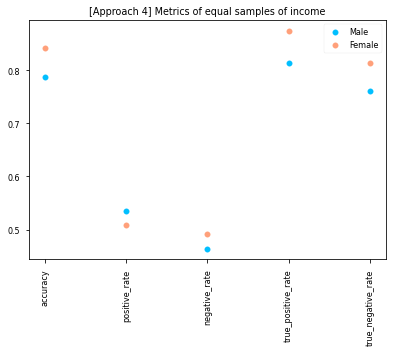 [Approach 4] Metrics of equal samples of income
Male
Female
0.8
0.7
0.6
0.5
accuracy
positive_rate
negative_rate
true_positive_rate
true_negative_rate